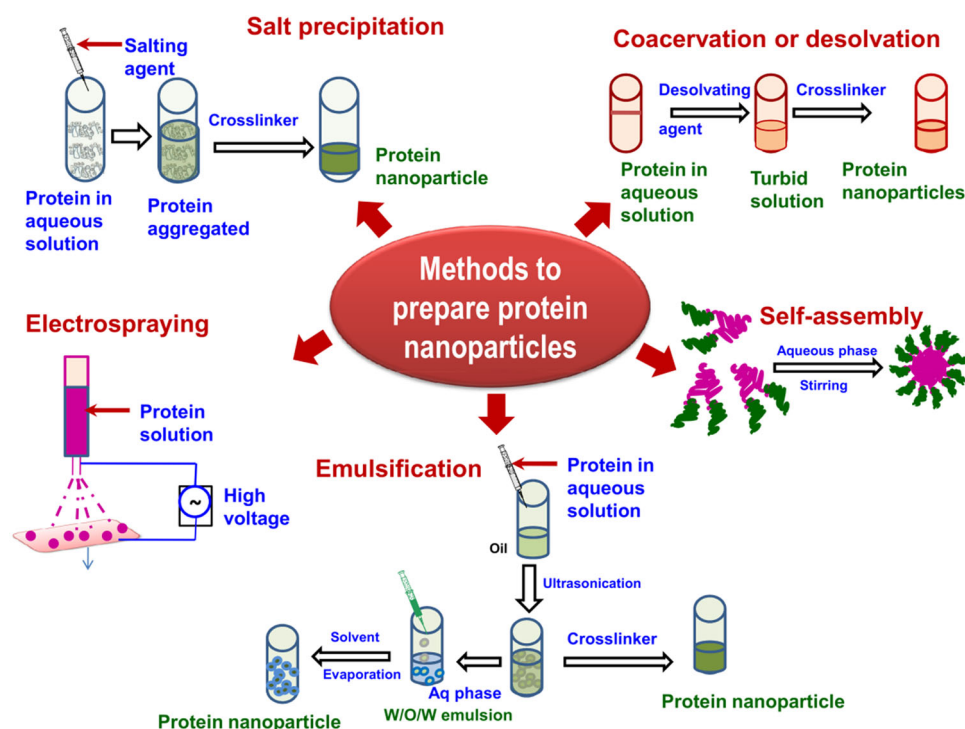 Salt precipitation
Salting
agent
Crosslinker
Protein in
aqueous
solution
Protein
aggregated
Protein
nanoparticle
Coacervation or desolvation
Desolvating
agent
Crosslinker
Protein in
aqueous
solution
Turbid
solution
Protein
nanoparticles
Methods to
prepare protein
nanoparticles
Electrospraying
Protein
solution
~
High
voltage
Self-assembly
Aqueous phase
Stirring
Emulsification
Protein in
aqueous
solution
Oil
Ultrasonication
Crosslinker
Protein nanoparticle
Aq phase
W/O/W emulsion
Solvent
Evaporation
Protein nanoparticle